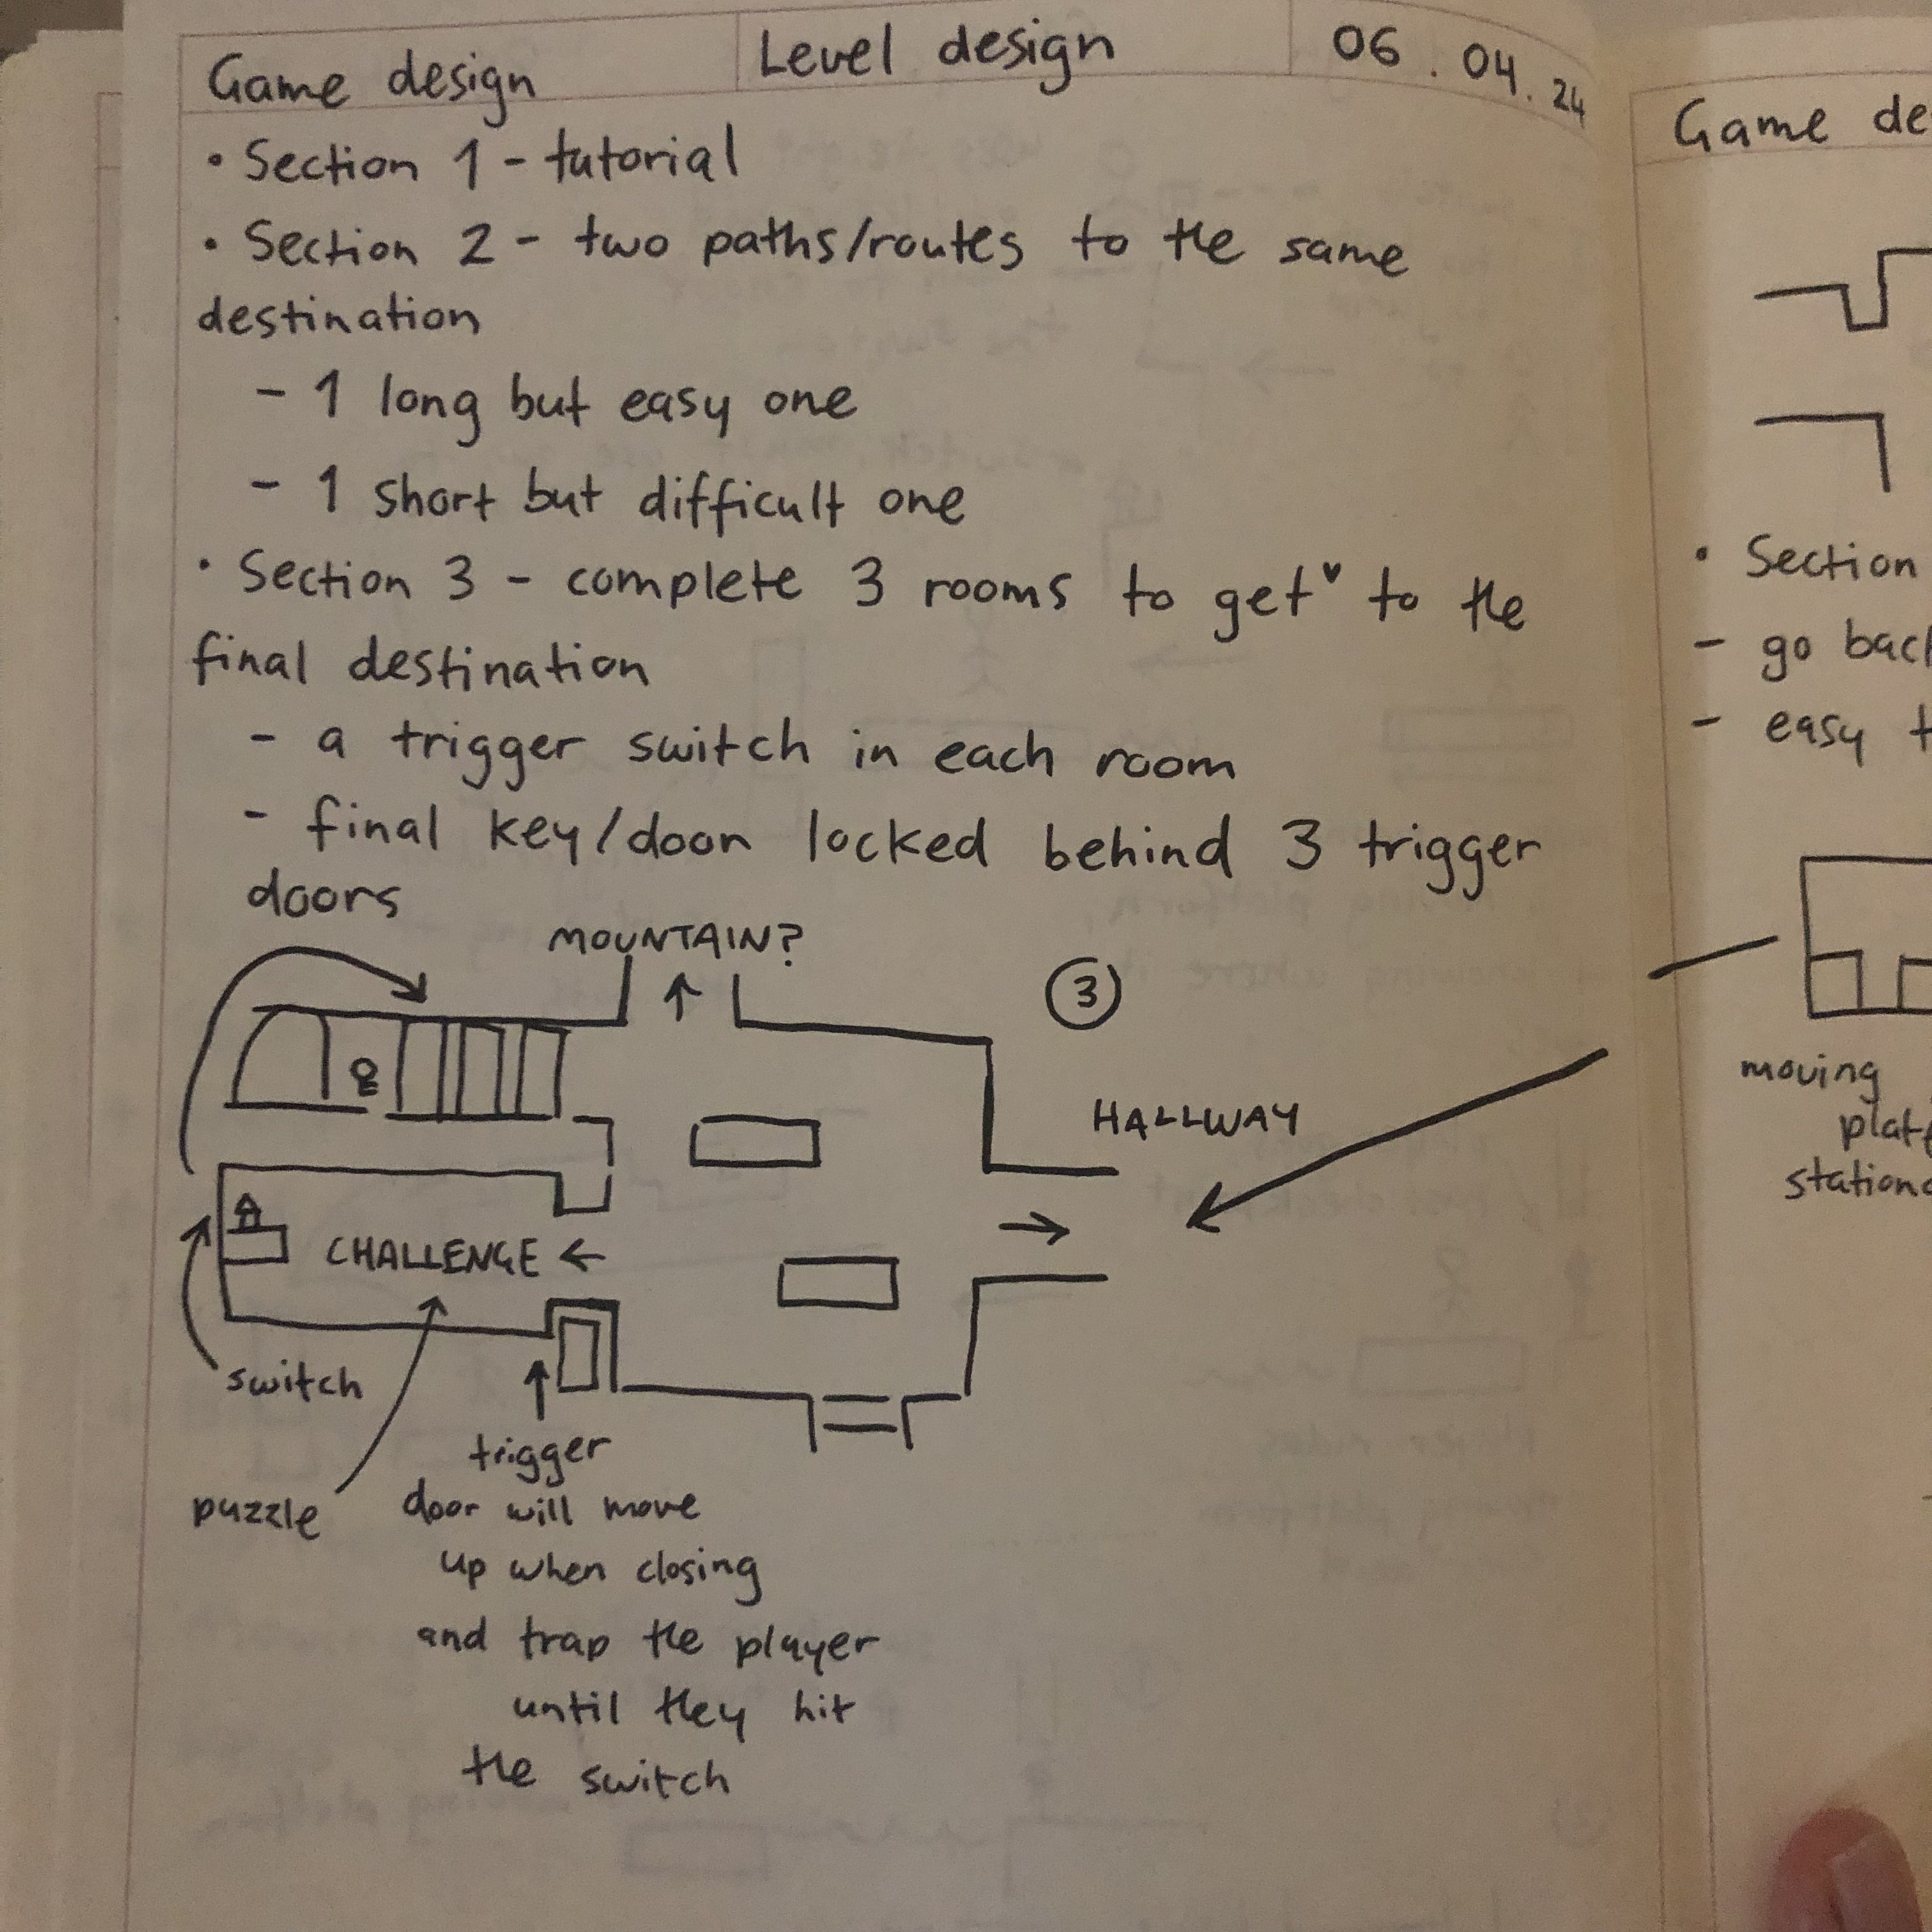 Game design
Level design
06.04.24
• Section 1 - tutorial
• Section 2 - two paths/routes to the same
destination
- 1 long but easy one
- 1 short but difficult one
• Section 3 - complete 3 rooms to get to the
final destination
- a trigger switch in each room
- final key/door locked behind 3 trigger
doors
MOUNTAIN?
3
HALLWAY
CHALLENGE
switch
puzzle
trigger
door will move
up when closing
and trap the player
until they hit
the switch
Game de
• Section
- go back
- easy t
moving
plat
station